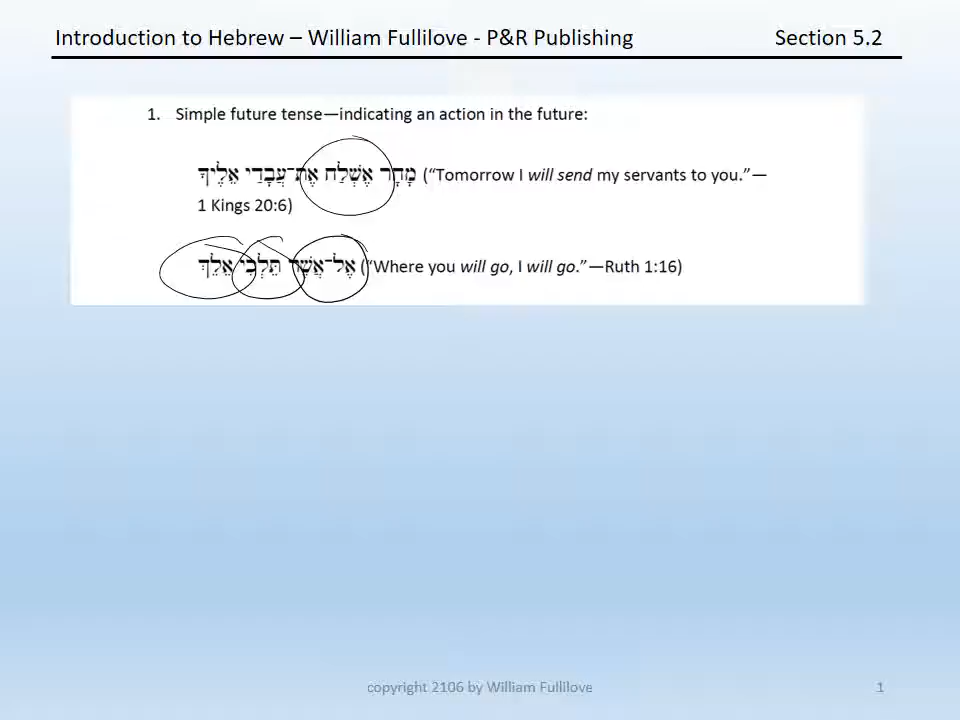 Introduction to Hebrew – William Fullilove - P&R Publishing Section 5.2
1. Simple future tense—indicating an action in the future:
מָחָר אֶשְׁלַח אֶת־עֲבָדַי אֵלֶיךָ (“Tomorrow I will send my servants to you.”—
1 Kings 20:6)
אֶל־אֲשֶׁר תֵּלְכִי אֵלֵךְ (“Where you will go, I will go.”—Ruth 1:16)
copyright 2106 by William Fullilove 1